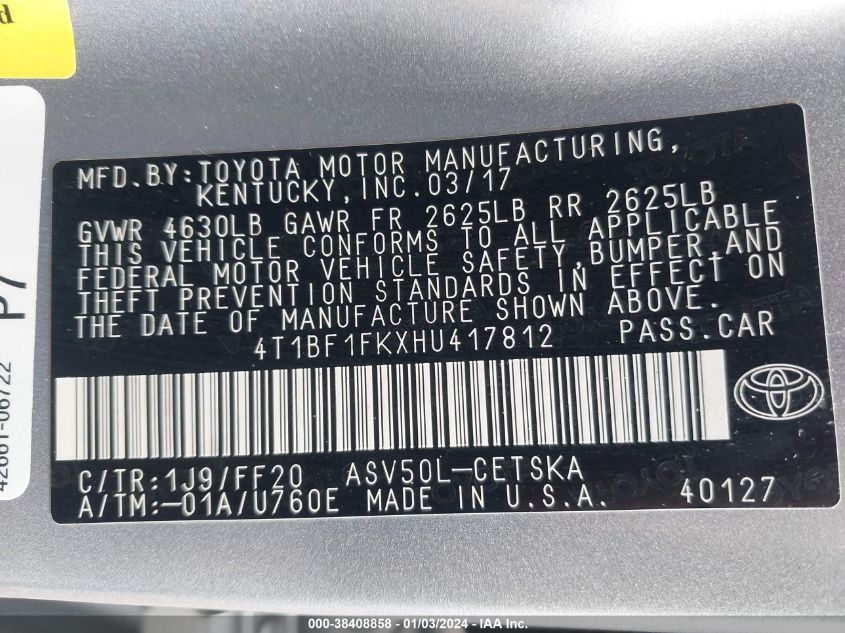 d
P7
42661-06722
MFD.BY:TOYOTA MOTOR MANUFACTURING,
KENTUCKY,INC.03/17
GVWR 4630LB GAWR FR 2625LB RR 2625LB
THIS VEHICLE CONFORMS TO ALL APPLICABLE
FEDERAL MOTOR VEHICLE SAFETY,BUMPER,AND
THEFT PREVENTION STANDARDS IN EFFECT ON
THE DATE OF MANUFACTURE SHOWN ABOVE.
4T1BF1FKXHU417812 PASS.CAR
C/TR:1J9/FF20 ASV50L-CETSKA
A/TM:-01A/U760E MADE IN U.S.A. 40127
000-38408858 - 01/03/2024 - IAA Inc.